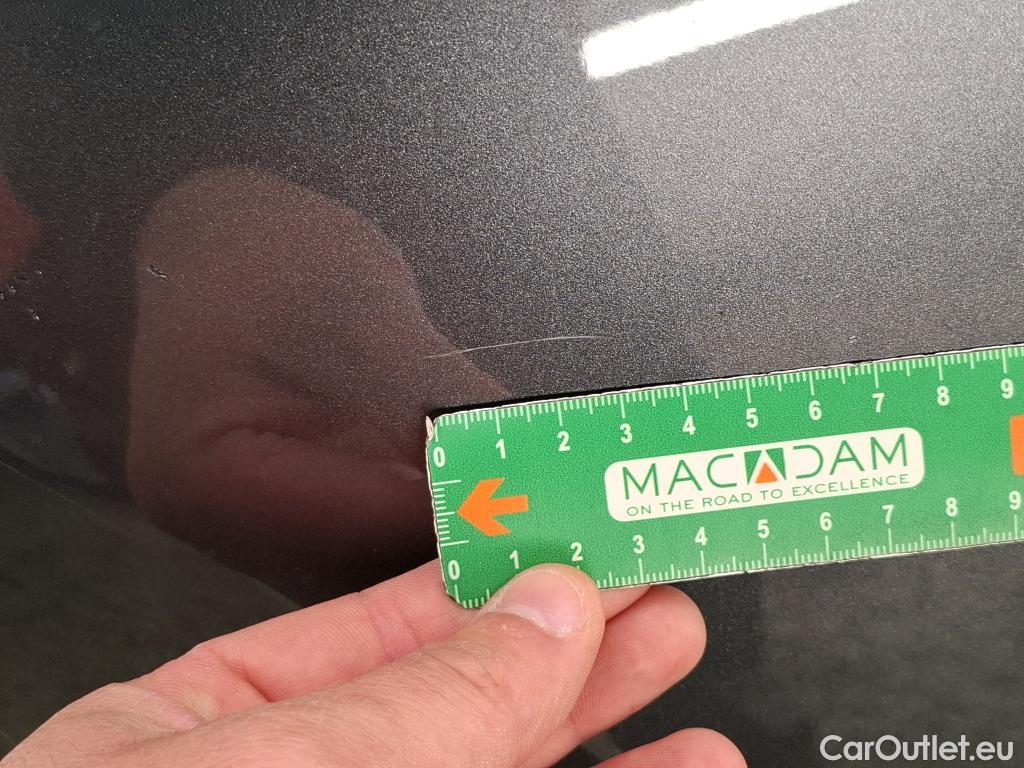 0 1 2 3 4 5 6 7 8 9
MACADAM
ON THE ROAD TO EXCELLENCE
0 1 2 3 4 5 6 7 8 9
CarOutlet.eu